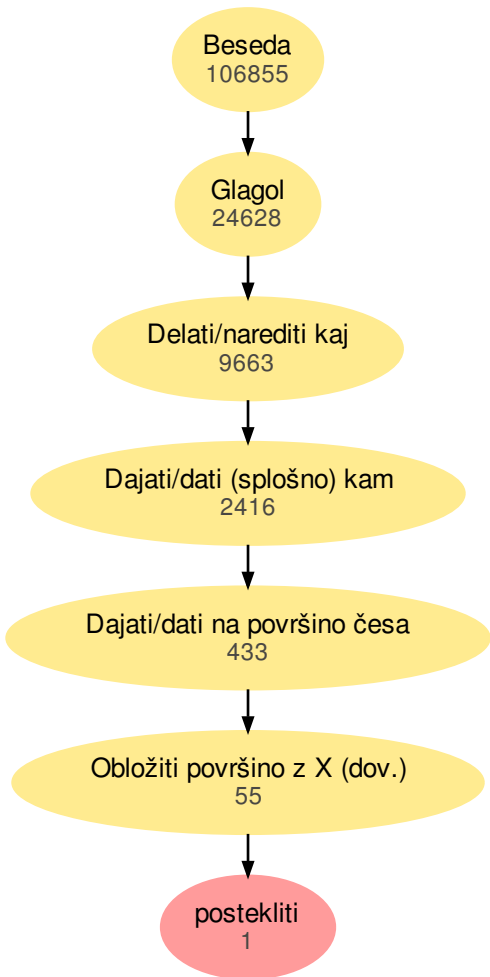 Beseda
106855
Glagol
24628
Delati/narediti kaj
9663
Dajati/dati (splošno) kam
2416
Dajati/dati na površino česa
433
Obložiti površino z X (dov.)
55
postekliti
1